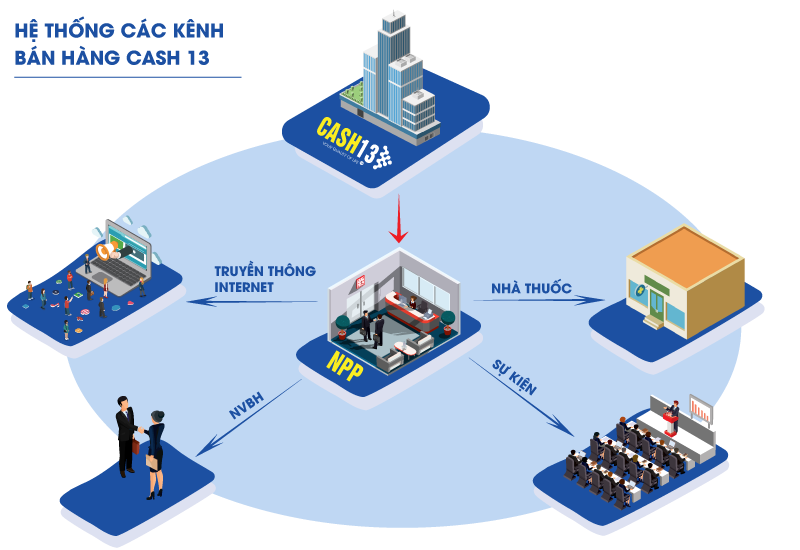 HỆ THỐNG CÁC KÊNH
BÁN HÀNG CASH 13
CASH13
TRUYỀN THÔNG
INTERNET
NHÀ THUỐC
NPP
NVBH
SỰ KIỆN